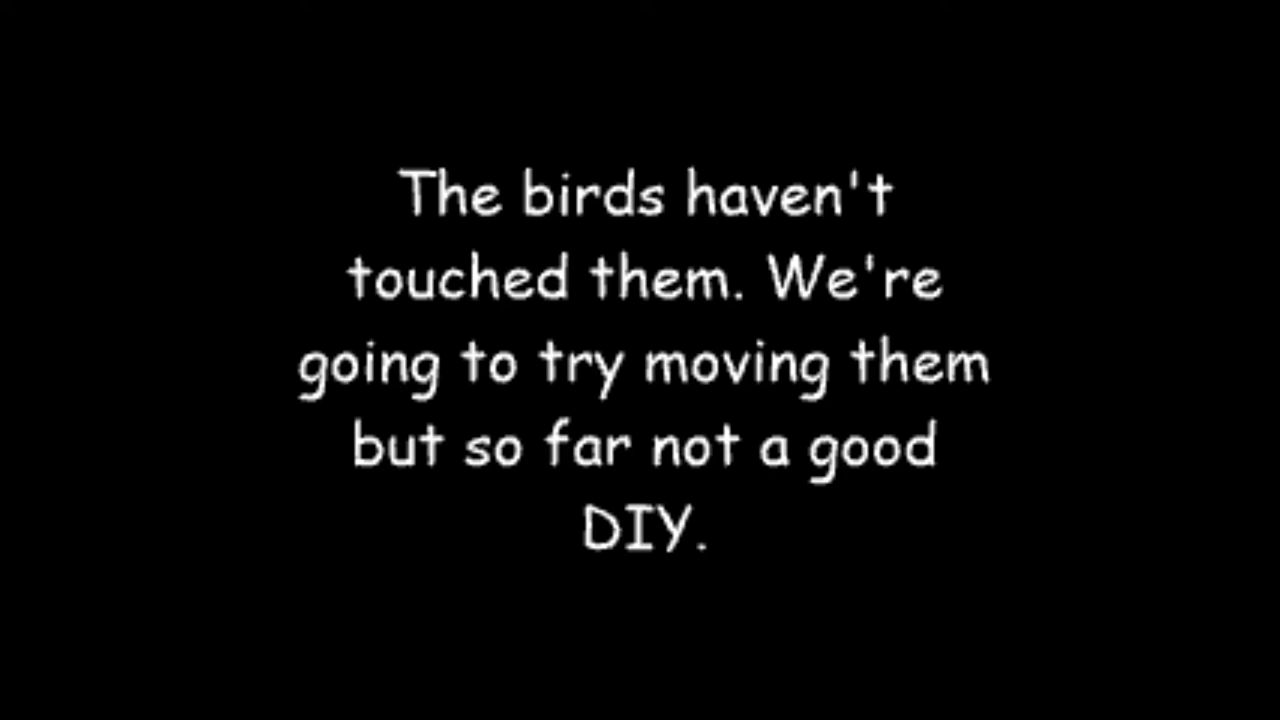 The birds haven't
touched them. We're
going to try moving them
but so far not a good
DIY.